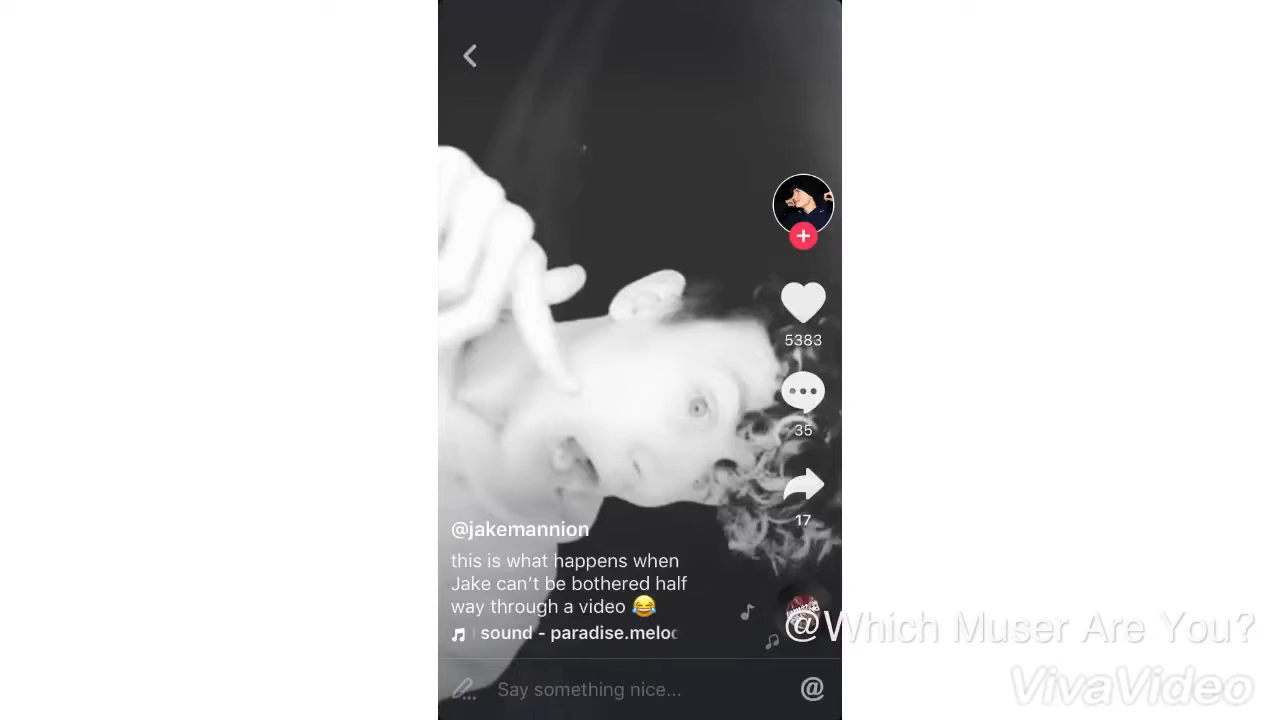 5383
35
17
@jakemannion
this is what happens when
Jake can’t be bothered half
way through a video 😂
sound - paradise.meloc
@Which Muser Are You?
Say something nice...
@
VivaVideo